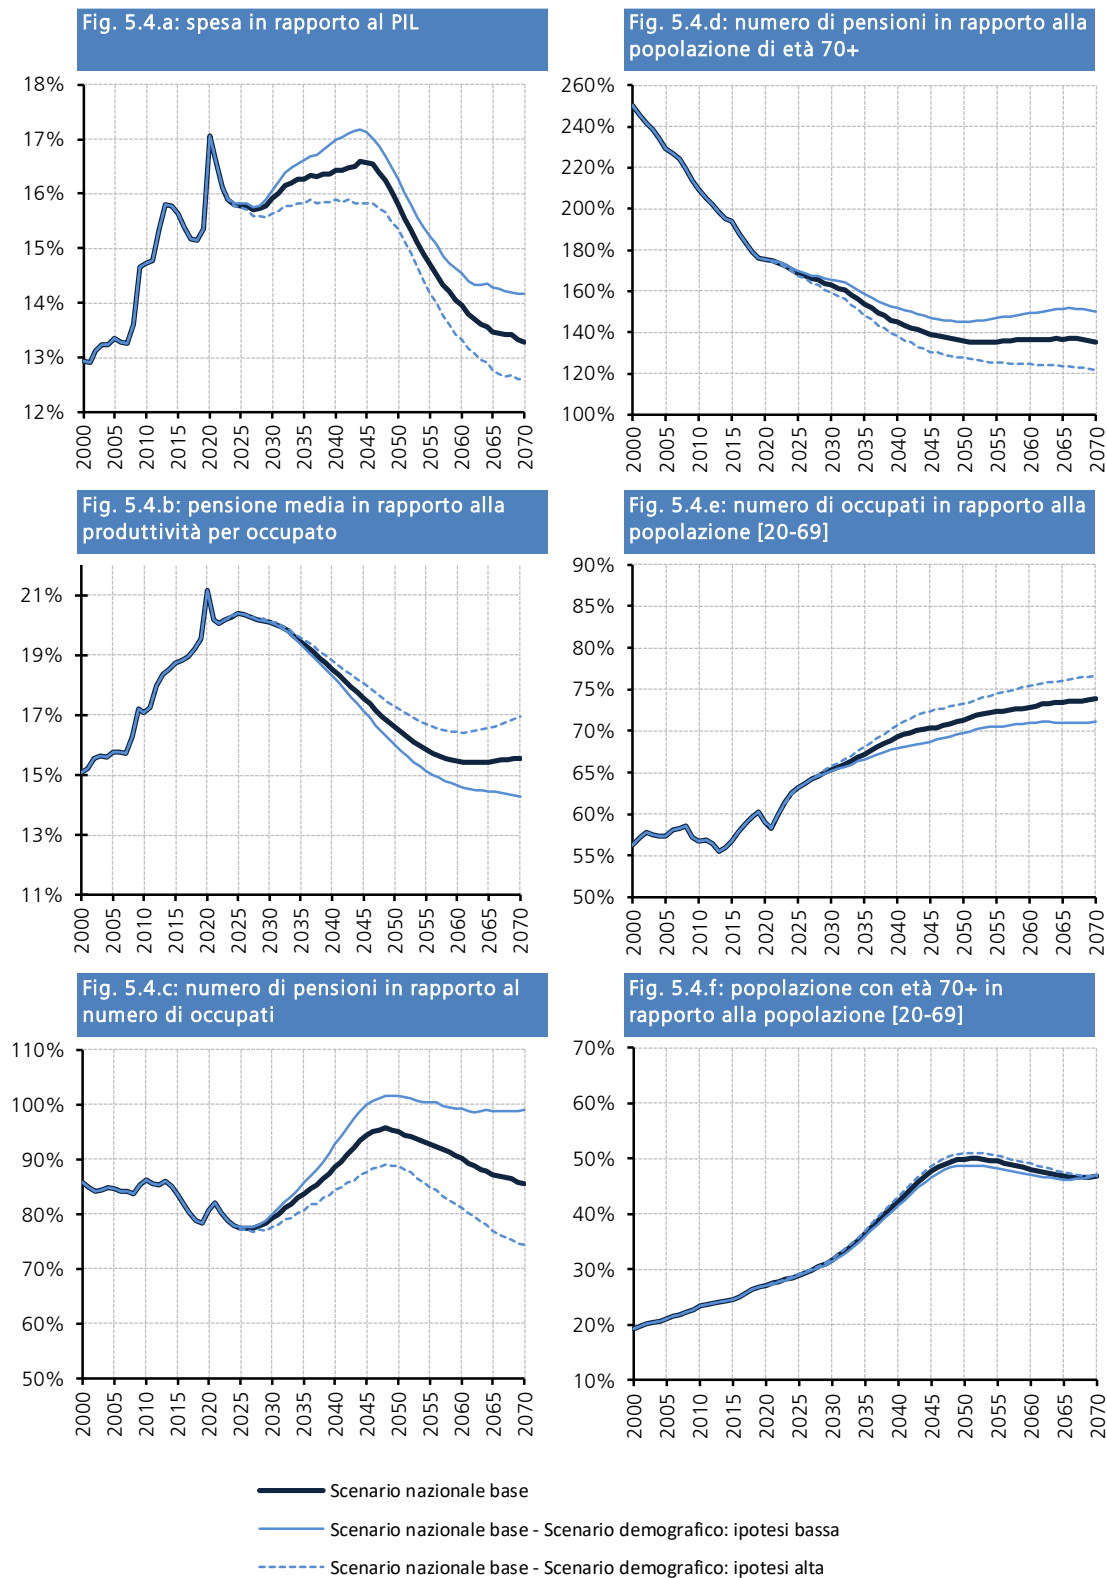 Fig. 5.4.a: spesa in rapporto al PIL
18%
17%
16%
15%
14%
13%
12%
2000 2005 2010 2015 2020 2025 2030 2035 2040 2045 2050 2055 2060 2065 2070
Fig. 5.4.d: numero di pensioni in rapporto alla
popolazione di età 70+
260%
240%
220%
200%
180%
160%
140%
120%
100%
2000 2005 2010 2015 2020 2025 2030 2035 2040 2045 2050 2055 2060 2065 2070
Fig. 5.4.b: pensione media in rapporto alla
produttività per occupato
21%
19%
17%
15%
13%
11%
2000 2005 2010 2015 2020 2025 2030 2035 2040 2045 2050 2055 2060 2065 2070
Fig. 5.4.e: numero di occupati in rapporto alla
popolazione [20-69]
90%
85%
80%
75%
70%
65%
60%
55%
50%
2000 2005 2010 2015 2020 2025 2030 2035 2040 2045 2050 2055 2060 2065 2070
Fig. 5.4.c: numero di pensioni in rapporto al
numero di occupati
110%
100%
90%
80%
70%
60%
50%
2000 2005 2010 2015 2020 2025 2030 2035 2040 2045 2050 2055 2060 2065 2070
Fig. 5.4.f: popolazione con età 70+ in
rapporto alla popolazione [20-69]
70%
60%
50%
40%
30%
20%
10%
2000 2005 2010 2015 2020 2025 2030 2035 2040 2045 2050 2055 2060 2065 2070
Scenario nazionale base
Scenario nazionale base - Scenario demografico: ipotesi bassa
Scenario nazionale base - Scenario demografico: ipotesi alta